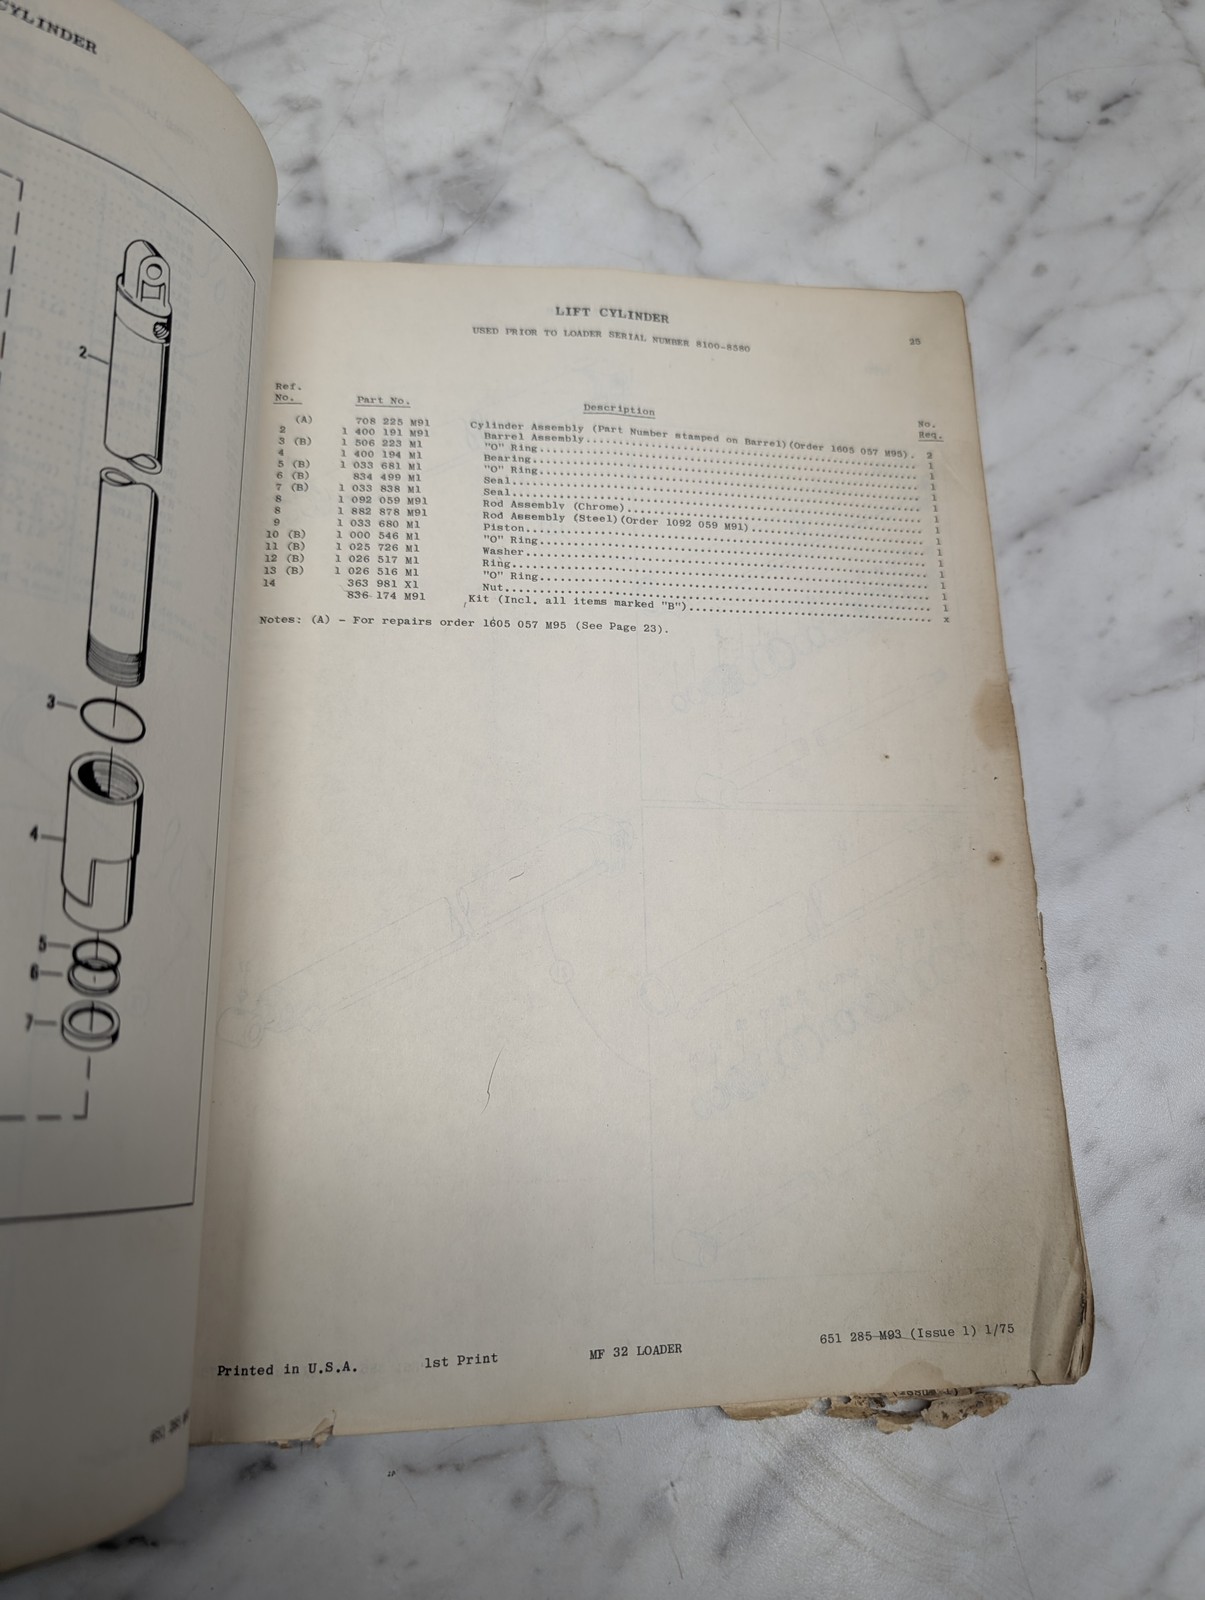 CYLINDER
2
3
4
5
6
7
LIFT CYLINDER
USED PRIOR TO LOADER SERIAL NUMBER 8100-8580
25
Ref. No. Part No. Description No. Req.
(A) 708 225 M91 Cylinder Assembly (Part Number stamped on Barrel)(Order 1605 057 M95). 2
2 1 400 191 M91 Barrel Assembly 1
3 (B) 1 506 223 M1 "O" Ring 1
4 1 400 194 M1 Bearing 1
5 (B) 1 033 681 M1 "O" Ring 1
6 (B) 834 499 M1 Seal 1
7 (B) 1 033 838 M1 Seal 1
8 1 092 059 M91 Rod Assembly (Chrome) 1
8 1 882 878 M91 Rod Assembly (Steel)(Order 1092 059 M91) 1
9 1 033 680 M1 Piston 1
10 (B) 1 000 546 M1 "O" Ring 1
11 (B) 1 025 726 M1 Washer 1
12 (B) 1 026 517 M1 Ring 1
13 (B) 1 026 516 M1 "O" Ring 1
14 363 981 X1 Nut 1
836 174 M91 Kit (Incl. all items marked "B") x
Notes: (A) - For repairs order 1605 057 M95 (See Page 23).
Printed in U.S.A. 1st Print MF 32 LOADER 651 285 M93 (Issue 1) 1/75